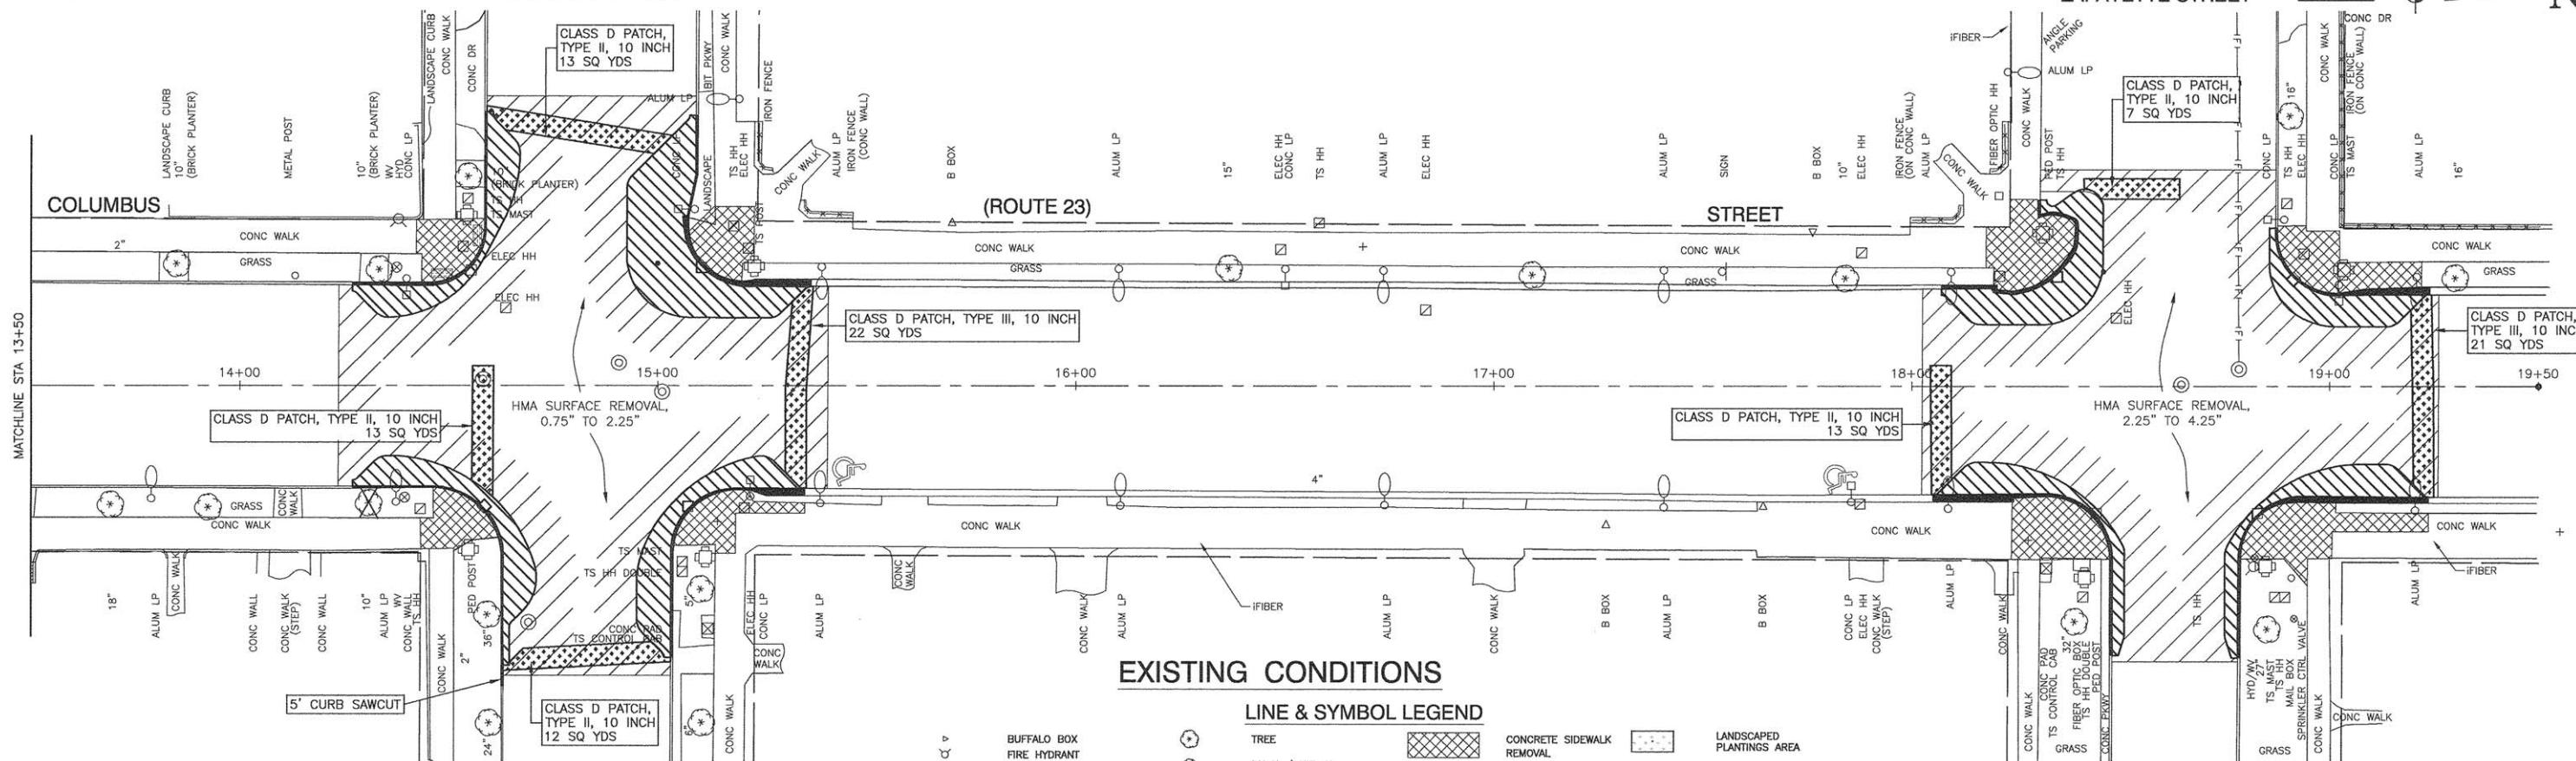 CONC DR
CLASS D PATCH,
TYPE II, 10 INCH
13 SQ YDS
LANDSCAPE CURB
CONC WALK
CONC DR
BIT PKWY
CONC WALK
IRON FENCE
ALUM LP
iFIBER
ANGLE
PARKING
ALUM LP
CONC WALK
IRON FENCE
(ON CONC WALL)
CLASS D PATCH,
TYPE II, 10 INCH
7 SQ YDS
16"
LANDSCAPE CURB
10"
(BRICK PLANTER)
METAL POST
10"
(BRICK PLANTER)
WV
HYD
CONC LP
10"
(BRICK PLANTER)
TS HH
TS MAST
ELEC HH
ELEC HH
CONC LP
LANDSCAPE
TS HH
ELEC HH
TS POST
CONC WALK
ALUM LP
IRON FENCE
(CONC WALL)
B BOX
ALUM LP
15"
ELEC HH
CONC LP
TS HH
ALUM LP
ELEC HH
ALUM LP
SIGN
B BOX
10"
ELEC HH
IRON FENCE
(ON CONC WALL)
ALUM LP
CONC WALK
FIBER OPTIC HH
CONC WALK
PED POST
TS HH
CONC LP
TS HH
ELEC HH
CONC LP
TS MAST
ALUM LP
16"
COLUMBUS
(ROUTE 23)
STREET
2"
CONC WALK
GRASS
CONC WALK
GRASS
CONC WALK
GRASS
CONC WALK
GRASS
ELEC HH
CLASS D PATCH, TYPE III, 10 INCH
22 SQ YDS
CLASS D PATCH,
TYPE III, 10 INC
21 SQ YDS
MATCHLINE STA 13+50
14+00
15+00
16+00
17+00
18+00
19+00
19+50
HMA SURFACE REMOVAL,
0.75" TO 2.25"
HMA SURFACE REMOVAL,
2.25" TO 4.25"
CLASS D PATCH, TYPE II, 10 INCH
13 SQ YDS
CLASS D PATCH, TYPE II, 10 INCH
13 SQ YDS
4"
GRASS
CONC
WALK
CONC WALK
CONC WALK
CONC WALK
CONC WALK
TS MAST
TS HH DOUBLE
CONC PAD
TS CONTROL CAB
18"
ALUM LP
CONC WALK
CONC WALL
CONC WALK
(STEP)
CONC WALL
10"
ALUM LP
WV
CONC WALL
TS HH
PED POST
36"
2"
CONC WALK
24"
5"
6"
CONC WALK
ELEC HH
CONC LP
CONC
WALK
ALUM LP
CONC
WALK
CONC WALK
ALUM LP
iFIBER
ALUM LP
CONC WALK
B BOX
ALUM LP
B BOX
CONC LP
ELEC HH
CONC WALK
(STEP)
ALUM LP
CONC WALK
CONC WALK
CONC PAD
TS CONTROL CAB
32"
FIBER OPTIC BOX
TS HH DOUBLE
PED POST
CONC PKWY
GRASS
TS HH
HYD/WV
27"
TS MAST
TS HH
MAIL BOX
SPRINKLER CTRL VALVE
CONC WALK
GRASS
CONC WALK
ALUM LP
iFIBER
5' CURB SAWCUT
CLASS D PATCH,
TYPE II, 10 INCH
12 SQ YDS
EXISTING CONDITIONS
LINE & SYMBOL LEGEND
BUFFALO BOX
FIRE HYDRANT
TREE
CONCRETE SIDEWALK
REMOVAL
LANDSCAPED
PLANTINGS AREA